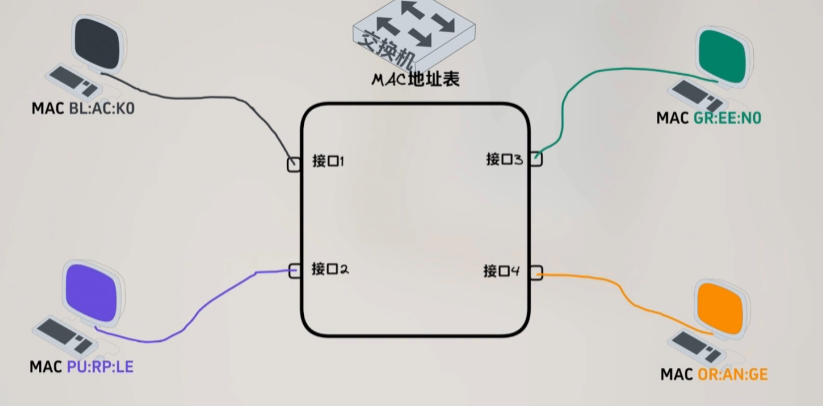 交换机
MAC地址表
MAC BL:AC:K0
MAC GR:EE:N0
接口1
接口3
接口2
接口4
MAC PU:RP:LE
MAC OR:AN:GE